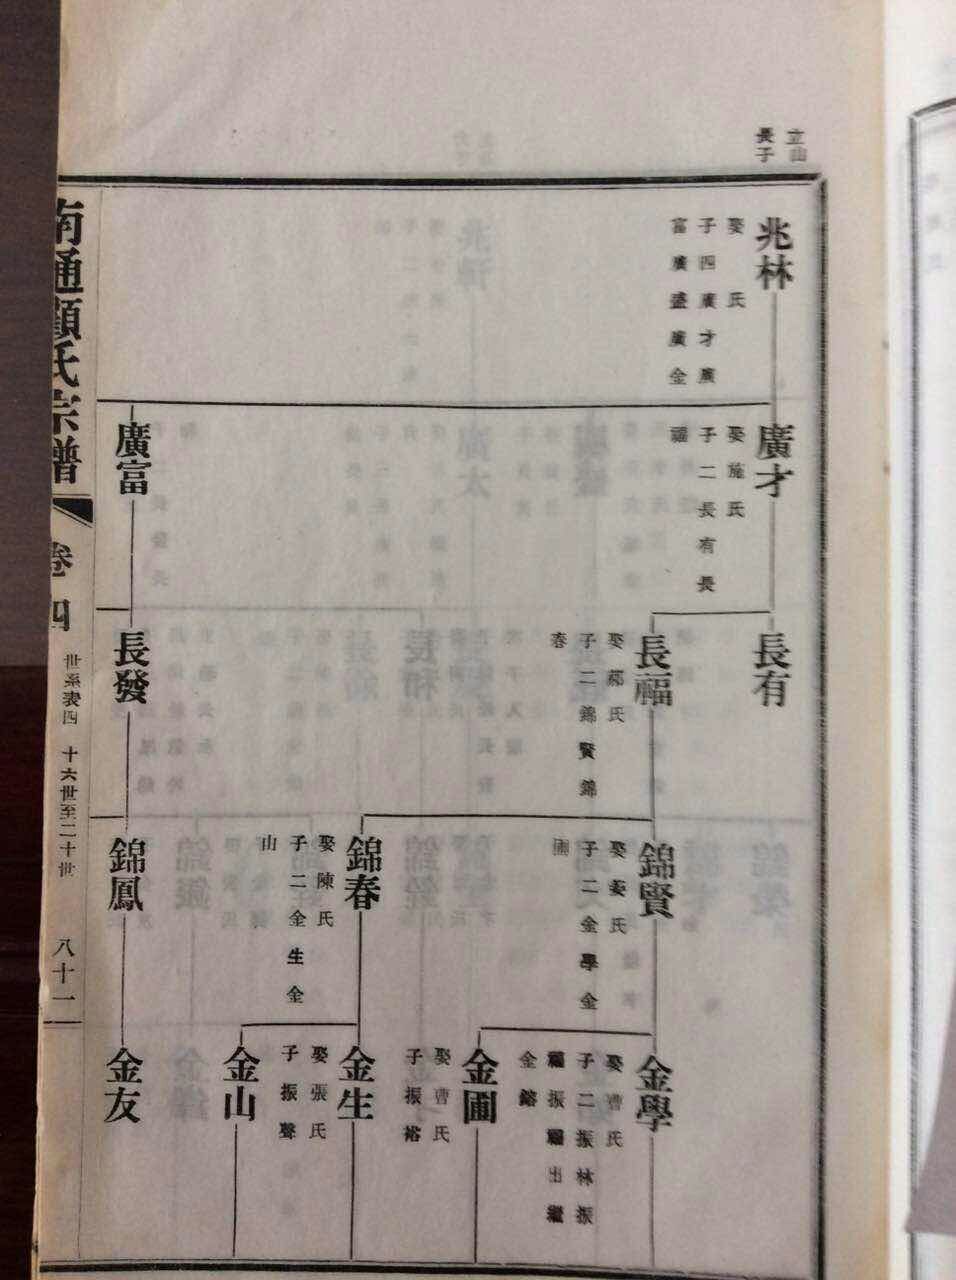 立山
長子
兆林
娶 氏
子四廣才廣
富廣盛廣金
廣才
娶施氏
子二長有長
福
廣富
長有
長福
娶郝氏
子二錦賢錦
春
長發
錦賢
娶姜氏
子二金學金
圃
錦春
娶陳氏
子二金生金
山
錦鳳
金學
娶曹氏
子二振林振
福振福出繼
金鎔
金圃
娶曹氏
子振裕
金生
娶張氏
子振聲
金山
金友
南通顧氏宗譜
卷四
世系表四 十六世至二十世
八十一